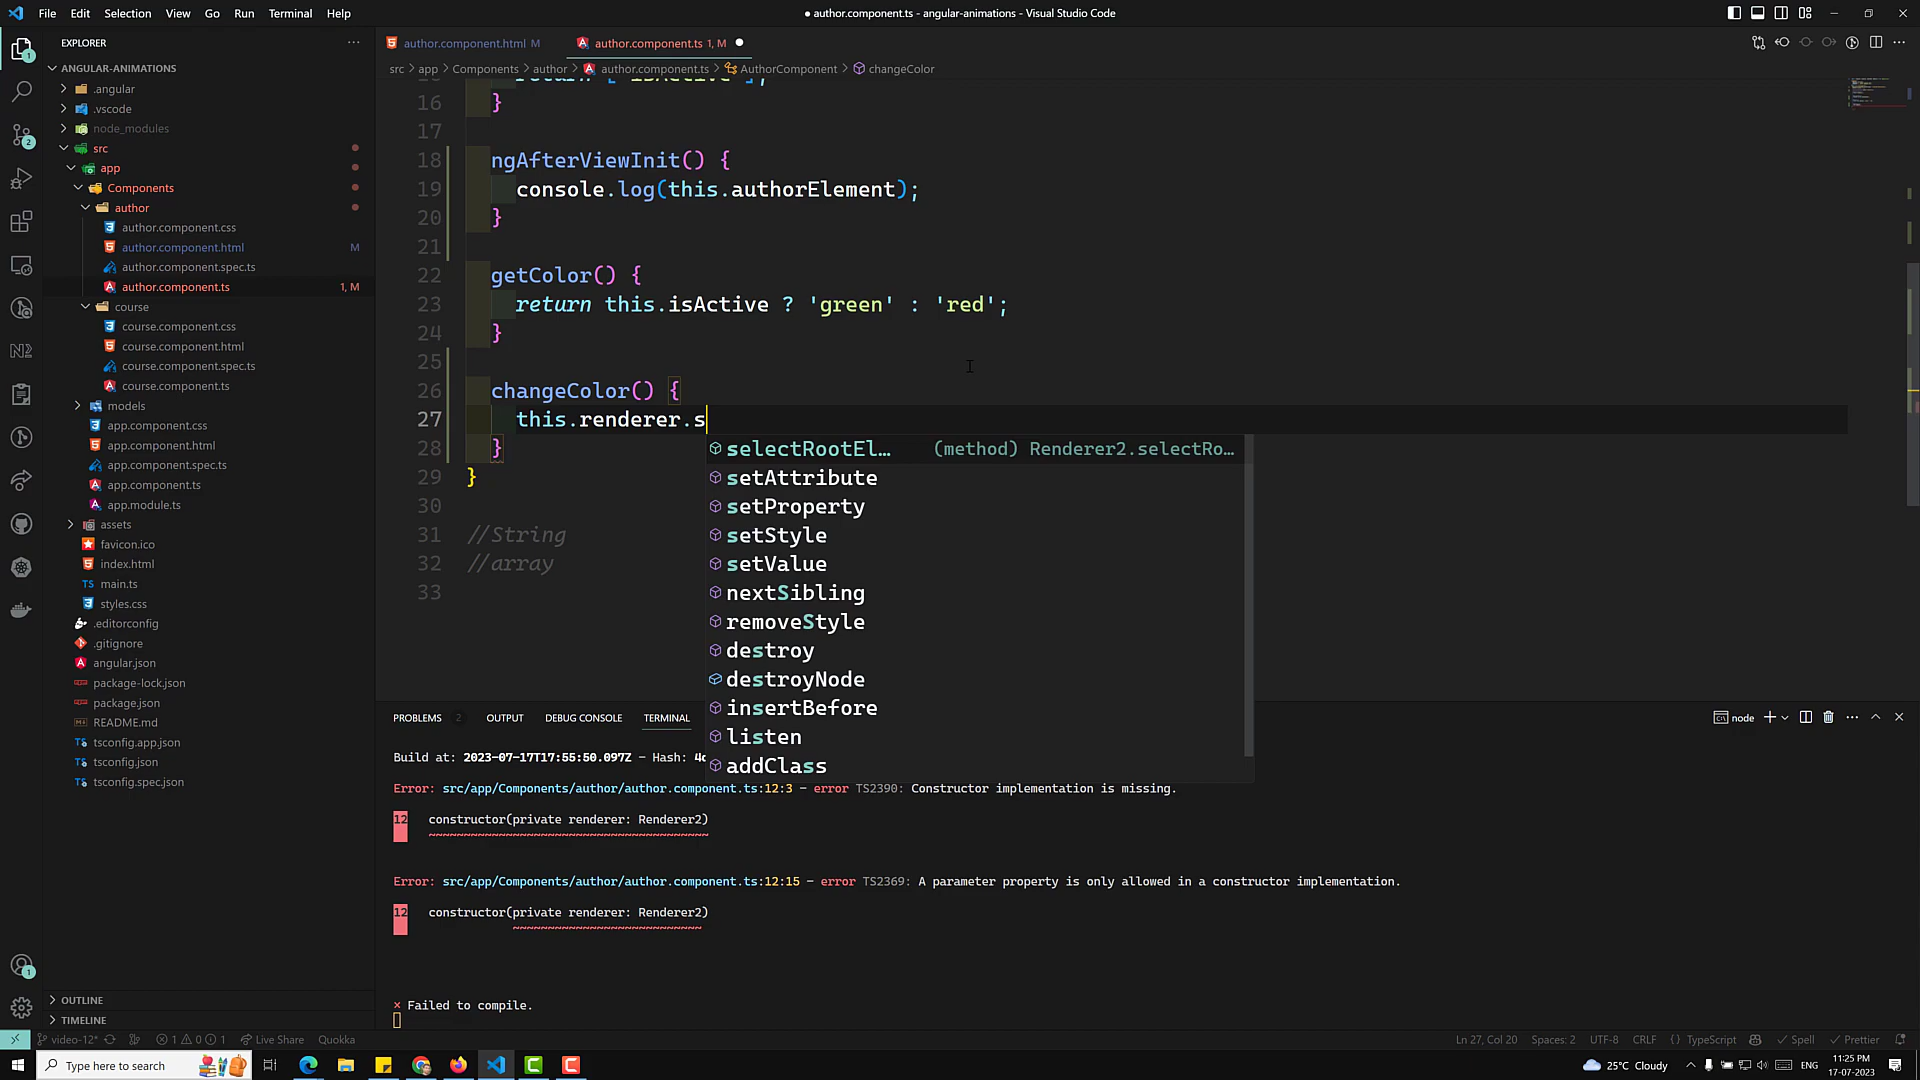 File Edit Selection View Go Run Terminal Help
● author.component.ts - angular-animations - Visual Studio Code
EXPLORER
ANGULAR-ANIMATIONS
.angular
.vscode
node_modules
src
app
Components
author
author.component.css
author.component.html M
author.component.spec.ts
author.component.ts 1, M
course
course.component.css
course.component.html
course.component.spec.ts
course.component.ts
models
app.component.css
app.component.html
app.component.spec.ts
app.component.ts
app.module.ts
assets
favicon.ico
index.html
main.ts
styles.css
.editorconfig
.gitignore
angular.json
package-lock.json
package.json
README.md
tsconfig.app.json
tsconfig.json
tsconfig.spec.json
OUTLINE
TIMELINE
author.component.html M
author.component.ts 1, M
src > app > Components > author > author.component.ts > AuthorComponent > changeColor
16 }
17
18 ngAfterViewInit() {
19 console.log(this.authorElement);
20 }
21
22 getColor() {
23 return this.isActive ? 'green' : 'red';
24 }
25
26 changeColor() {
27 this.renderer.s
28 }
29 }
30
31 //String
32 //array
33
selectRootEl… (method) Renderer2.selectRo…
setAttribute
setProperty
setStyle
setValue
nextSibling
removeStyle
destroy
destroyNode
insertBefore
listen
addClass
PROBLEMS 2 OUTPUT DEBUG CONSOLE TERMINAL
node
Build at: 2023-07-17T17:55:50.097Z - Hash:
Error: src/app/Components/author/author.component.ts:12:3 - error TS2390: Constructor implementation is missing.
12 constructor(private renderer: Renderer2)
~~~~~~~~~~~~~~~~~~~~~~~~~~~~~~~~~~~~~~~~
Error: src/app/Components/author/author.component.ts:12:15 - error TS2369: A parameter property is only allowed in a constructor implementation.
12 constructor(private renderer: Renderer2)
~~~~~~~~~~~~~~~~~~~~~~~~~~~
× Failed to compile.
video-12* 1 0 1 Live Share Quokka
Ln 27, Col 20 Spaces: 2 UTF-8 CRLF {} TypeScript Spell Prettier
Type here to search
25°C Cloudy ENG 11:25 PM
17-07-2023